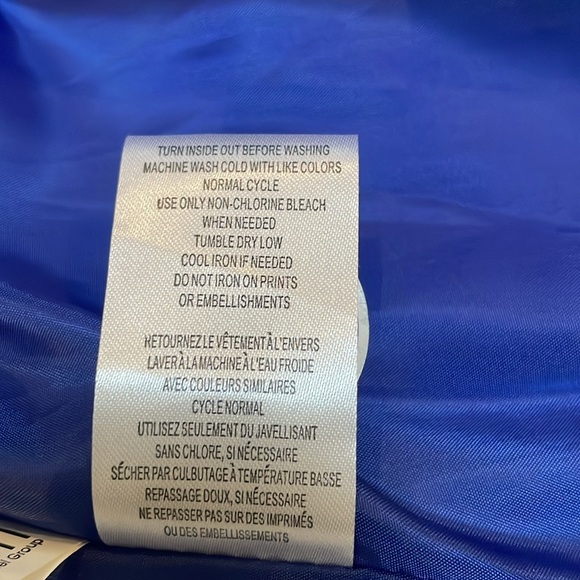 TURN INSIDE OUT BEFORE WASHING
MACHINE WASH COLD WITH LIKE COLORS
NORMAL CYCLE
USE ONLY NON-CHLORINE BLEACH
WHEN NEEDED
TUMBLE DRY LOW
COOL IRON IF NEEDED
DO NOT IRON ON PRINTS
OR EMBELLISHMENTS
RETOURNEZ LE VÊTEMENT À L'ENVERS
LAVER À LA MACHINE À L'EAU FROIDE
AVEC COULEURS SIMILAIRES
CYCLE NORMAL
UTILISEZ SEULEMENT DU JAVELLISANT
SANS CHLORE, SI NÉCESSAIRE
SÉCHER PAR CULBUTAGE À TEMPÉRATURE BASSE
REPASSAGE DOUX, SI NÉCESSAIRE
NE REPASSER PAS SUR DES IMPRIMÉS
OU DES EMBELLISSEMENTS
Group